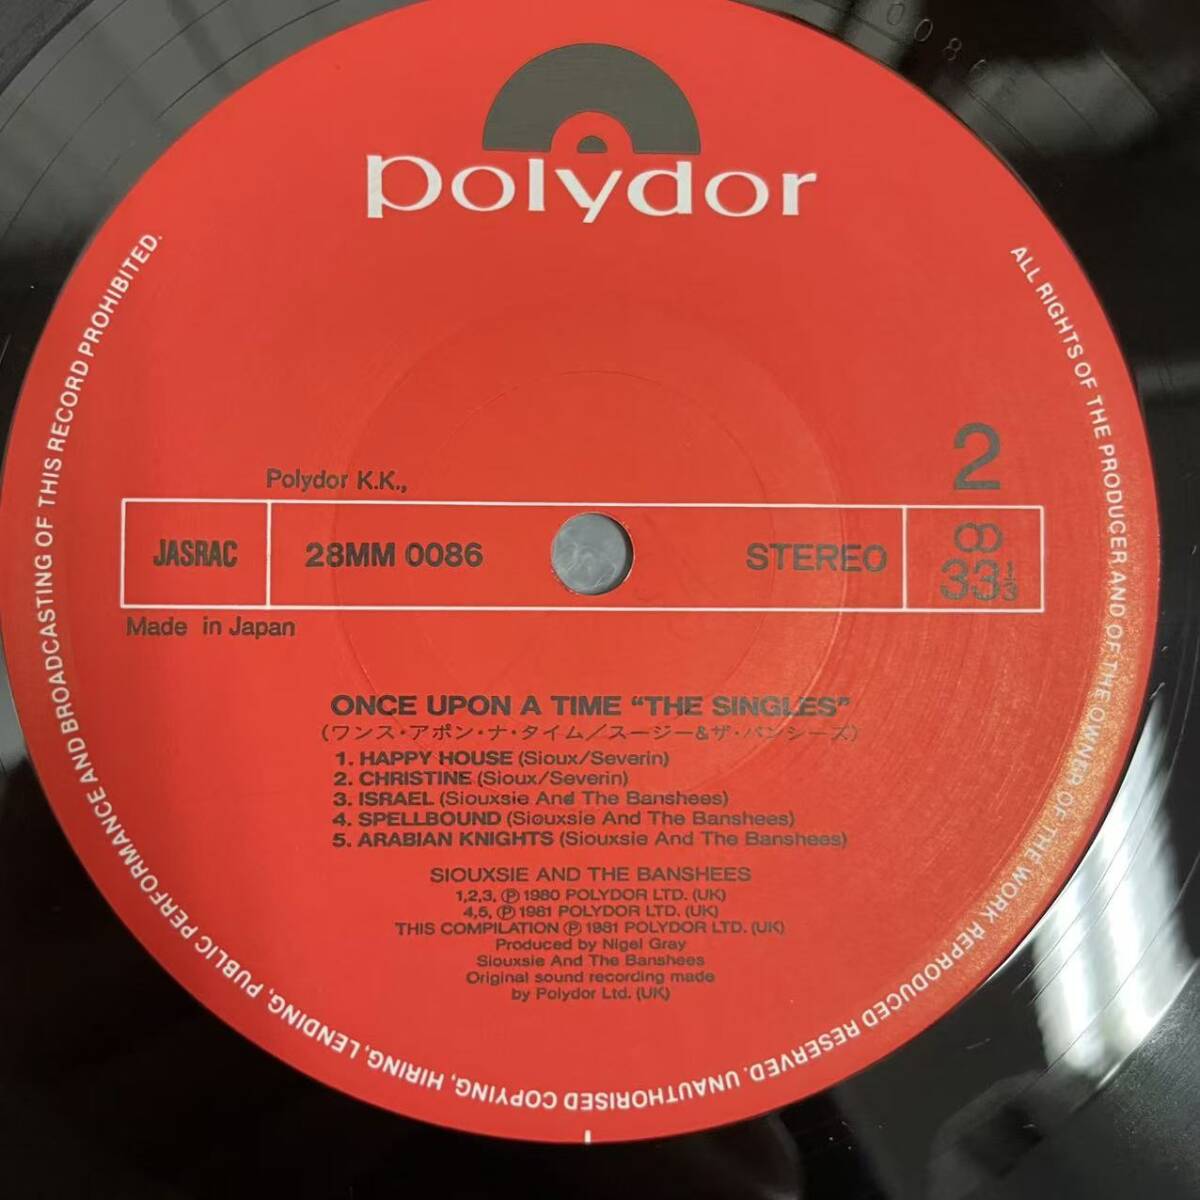 polydor
Polydor K.K.,
2
JASRAC
28MM 0086
STEREO
33 1/3
Made in Japan
ONCE UPON A TIME “THE SINGLES”
(ワンス・アポン・ナ・タイム/スージー&ザ・バンシーズ)
1. HAPPY HOUSE (Sioux/Severin)
2. CHRISTINE (Sioux/Severin)
3. ISRAEL (Siouxsie And The Banshees)
4. SPELLBOUND (Siouxsie And The Banshees)
5. ARABIAN KNIGHTS (Siouxsie And The Banshees)
SIOUXSIE AND THE BANSHEES
1,2,3, ℗ 1980 POLYDOR LTD. (UK)
4,5, ℗ 1981 POLYDOR LTD. (UK)
THIS COMPILATION ℗ 1981 POLYDOR LTD. (UK)
Produced by Nigel Gray
Siouxsie And The Banshees
Original sound recording made
by Polydor Ltd. (UK)
ALL RIGHTS OF THE PRODUCER AND OF THE OWNER OF THE WORK REPRODUCED RESERVED. UNAUTHORISED COPYING, HIRING, LENDING, PUBLIC PERFORMANCE AND BROADCASTING OF THIS RECORD PROHIBITED.